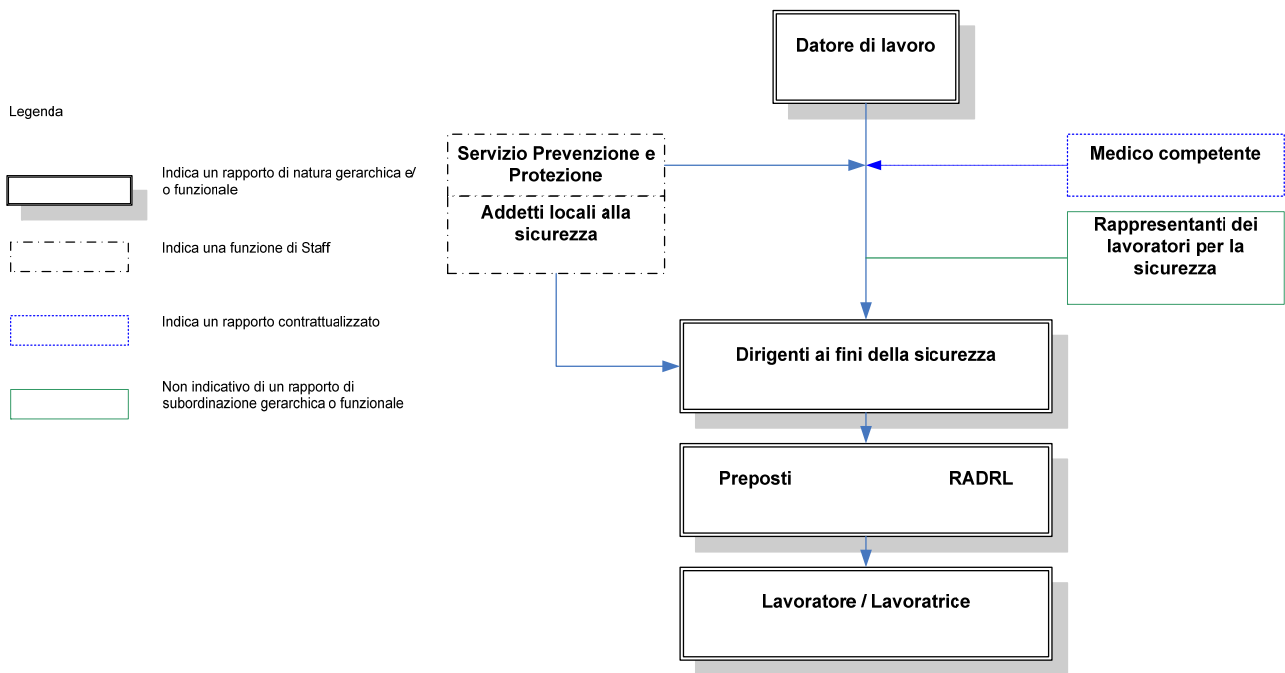 Datore di lavoro
Legenda
Indica un rapporto di natura gerarchica e/
o funzionale
Indica una funzione di Staff
Indica un rapporto contrattualizzato
Non indicativo di un rapporto di
subordinazione gerarchica o funzionale
Servizio Prevenzione e
Protezione
Addetti locali alla
sicurezza
Medico competente
Rappresentanti dei
lavoratori per la
sicurezza
Dirigenti ai fini della sicurezza
Preposti RADRL
Lavoratore / Lavoratrice